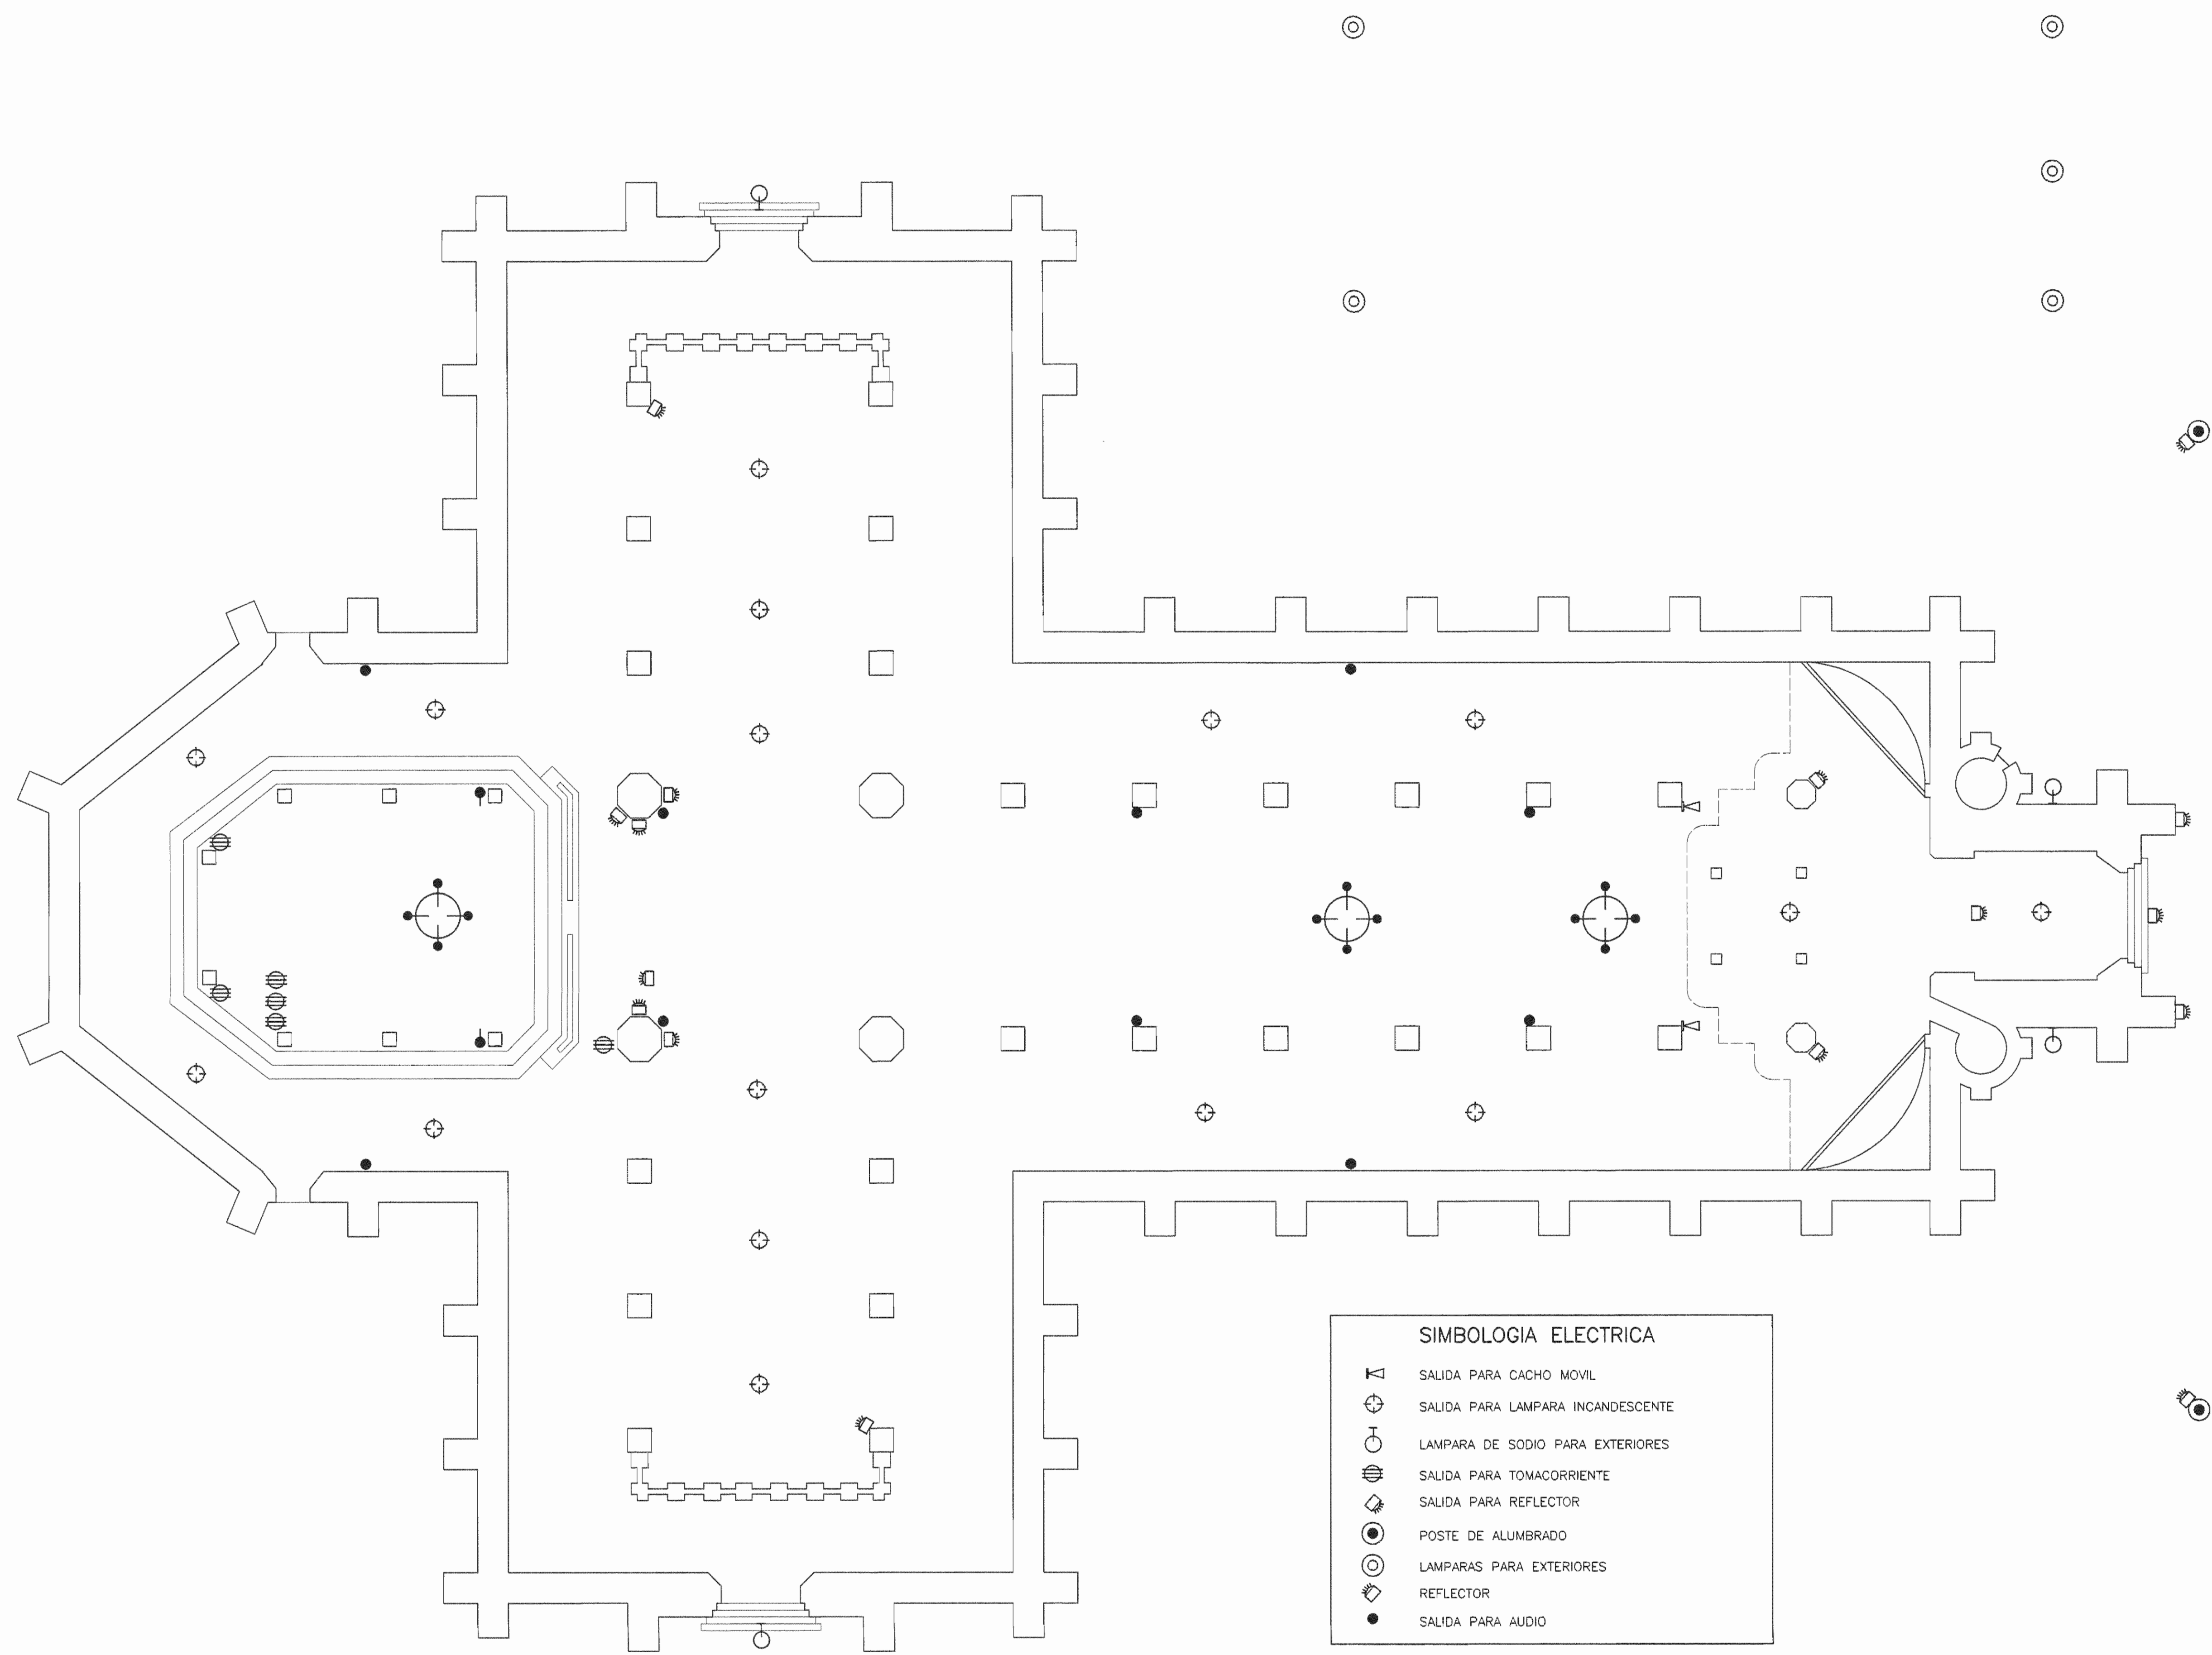 SIMBOLOGIA ELECTRICA
SALIDA PARA CACHO MOVIL
SALIDA PARA LAMPARA INCANDESCENTE
LAMPARA DE SODIO PARA EXTERIORES
SALIDA PARA TOMACORRIENTE
SALIDA PARA REFLECTOR
POSTE DE ALUMBRADO
LAMPARAS PARA EXTERIORES
REFLECTOR
SALIDA PARA AUDIO